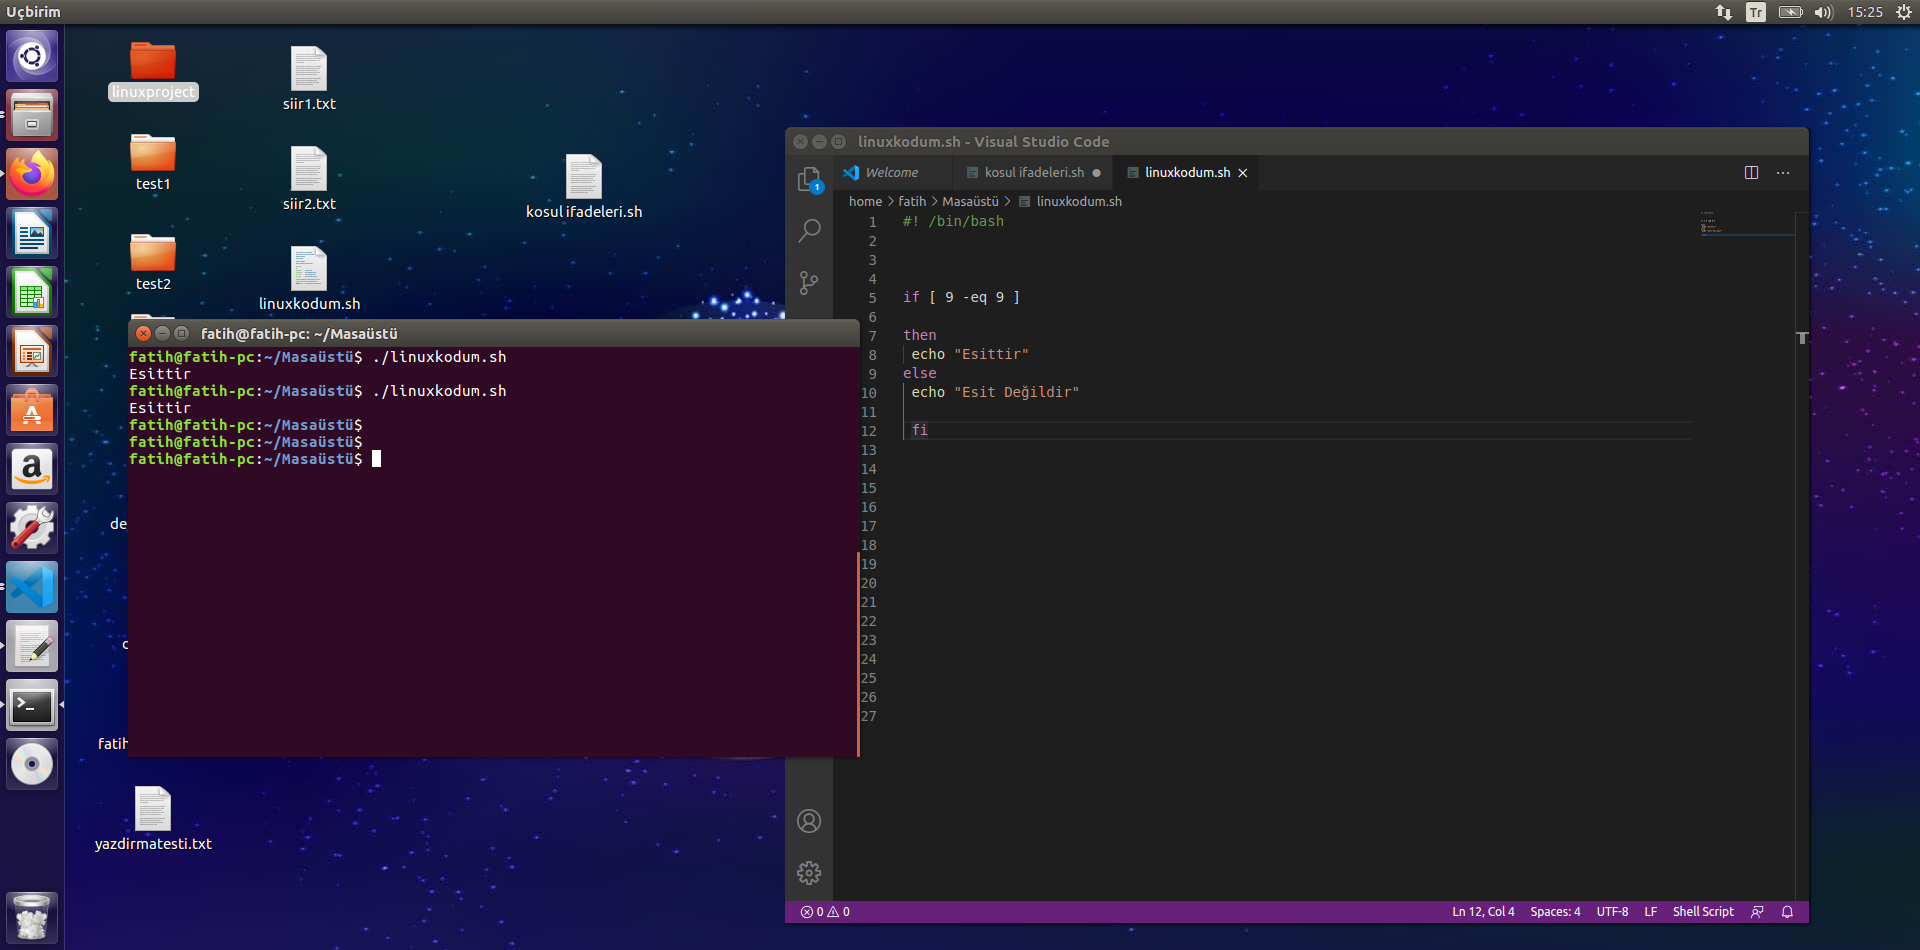 Uçbirim
Tr
15:25
linuxproject
siir1.txt
test1
siir2.txt
kosul ifadeleri.sh
test2
linuxkodum.sh
de
fatih
yazdirmatesti.txt
fatih@fatih-pc: ~/Masaüstü
fatih@fatih-pc:~/Masaüstü$ ./linuxkodum.sh
Esittir
fatih@fatih-pc:~/Masaüstü$ ./linuxkodum.sh
Esittir
fatih@fatih-pc:~/Masaüstü$
fatih@fatih-pc:~/Masaüstü$
fatih@fatih-pc:~/Masaüstü$
linuxkodum.sh - Visual Studio Code
1
Welcome
kosul ifadeleri.sh
linuxkodum.sh
home > fatih > Masaüstü > linuxkodum.sh
1 #! /bin/bash
2
3
4
5 if [ 9 -eq 9 ]
6
7 then
8 echo "Esittir"
9 else
10 echo "Esit Değildir"
11
12 fi
13
14
15
16
17
18
19
20
21
22
23
24
25
26
27
0 0
Ln 12, Col 4 Spaces: 4 UTF-8 LF Shell Script